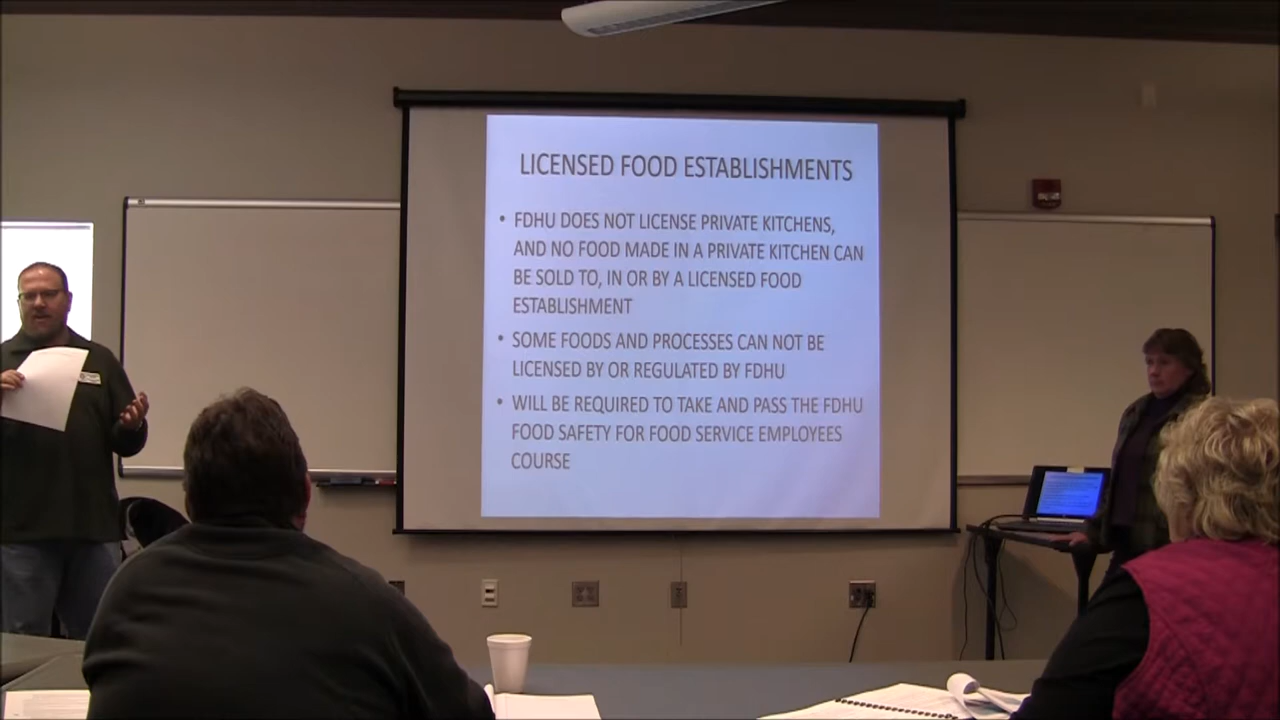 LICENSED FOOD ESTABLISHMENTS
• FDHU DOES NOT LICENSE PRIVATE KITCHENS,
AND NO FOOD MADE IN A PRIVATE KITCHEN CAN
BE SOLD TO, IN OR BY A LICENSED FOOD
ESTABLISHMENT
• SOME FOODS AND PROCESSES CAN NOT BE
LICENSED BY OR REGULATED BY FDHU
• WILL BE REQUIRED TO TAKE AND PASS THE FDHU
FOOD SAFETY FOR FOOD SERVICE EMPLOYEES
COURSE